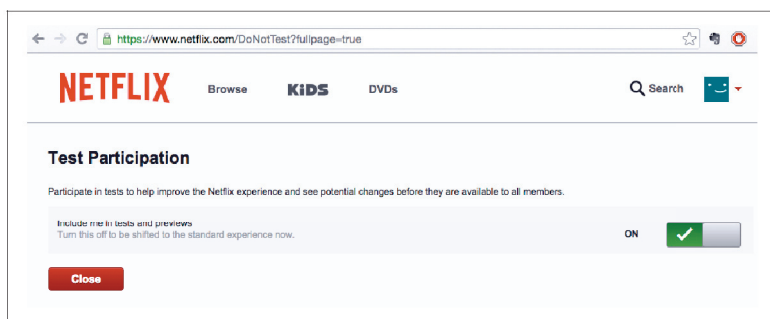 https://www.netflix.com/DoNotTest?fullpage=true
NETFLIX Browse KiDS DVDs Search
Test Participation
Participate in tests to help improve the Netflix experience and see potential changes before they are available to all members.
Include me in tests and previews
Turn this off to be shifted to the standard experience now.
ON
Close